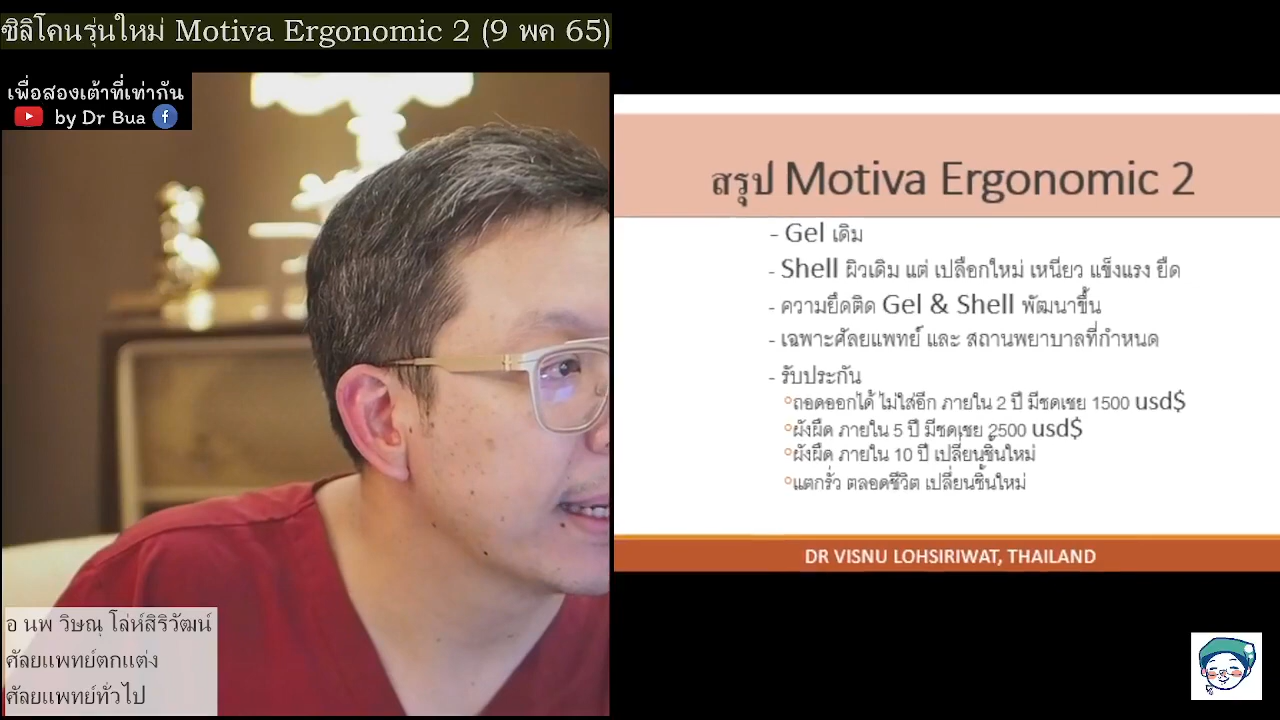 ซิลิโคนรุ่นใหม่ Motiva Ergonomic 2 (9 พค 65)
เพื่อสองเต้าที่เท่ากัน
by Dr Bua
สรุป Motiva Ergonomic 2
- Gel เดิม
- Shell ผิวเดิม แต่ เปลือกใหม่ เหนียว แข็งแรง ยืด
- ความยึดติด Gel & Shell พัฒนาขึ้น
- เฉพาะศัลยแพทย์ และ สถานพยาบาลที่กำหนด
- รับประกัน
ถอดออกได้ ไม่ใส่อีก ภายใน 2 ปี มีชดเชย 1500 usd$
ผังผืด ภายใน 5 ปี มีชดเชย 2500 usd$
ผังผืด ภายใน 10 ปี เปลี่ยนชิ้นใหม่
แตกรั่ว ตลอดชีวิต เปลี่ยนชิ้นใหม่
DR VISNU LOHSIRIWAT, THAILAND
อ นพ วิษณุ โล่ห์สิริวัฒน์
ศัลยแพทย์ตกแต่ง
ศัลยแพทย์ทั่วไป